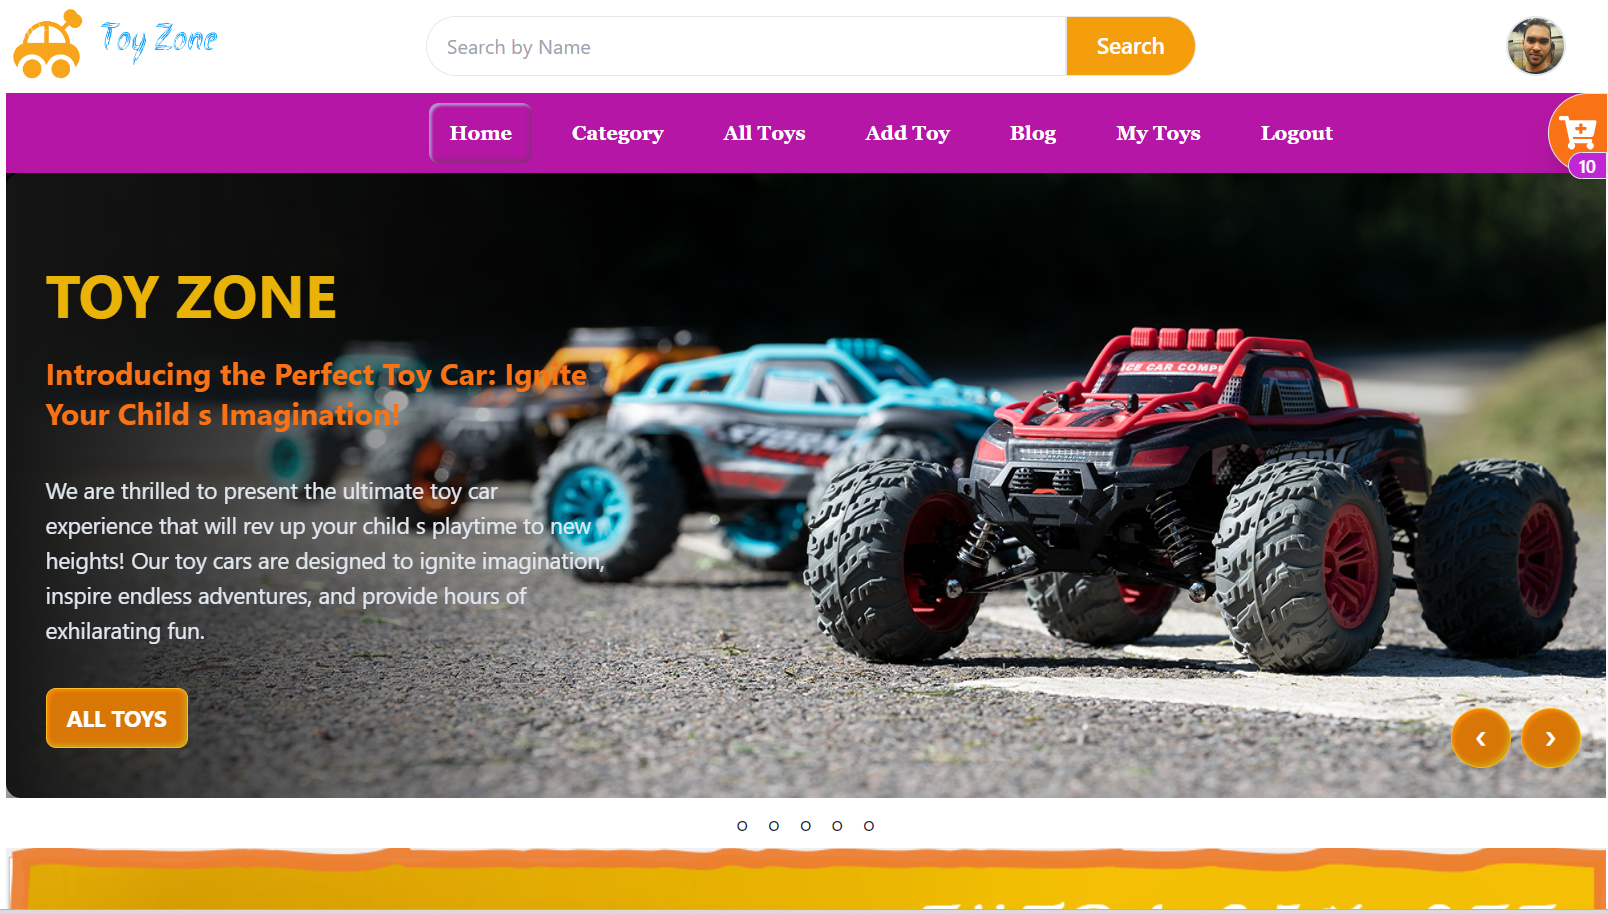 Toy Zone
Search by Name
Search
Home
Category
All Toys
Add Toy
Blog
My Toys
Logout
10
TOY ZONE
Introducing the Perfect Toy Car: Ignite
Your Child s Imagination!
We are thrilled to present the ultimate toy car
experience that will rev up your child s playtime to new
heights! Our toy cars are designed to ignite imagination,
inspire endless adventures, and provide hours of
exhilarating fun.
ALL TOYS
‹
›
RACE CAR
STORM